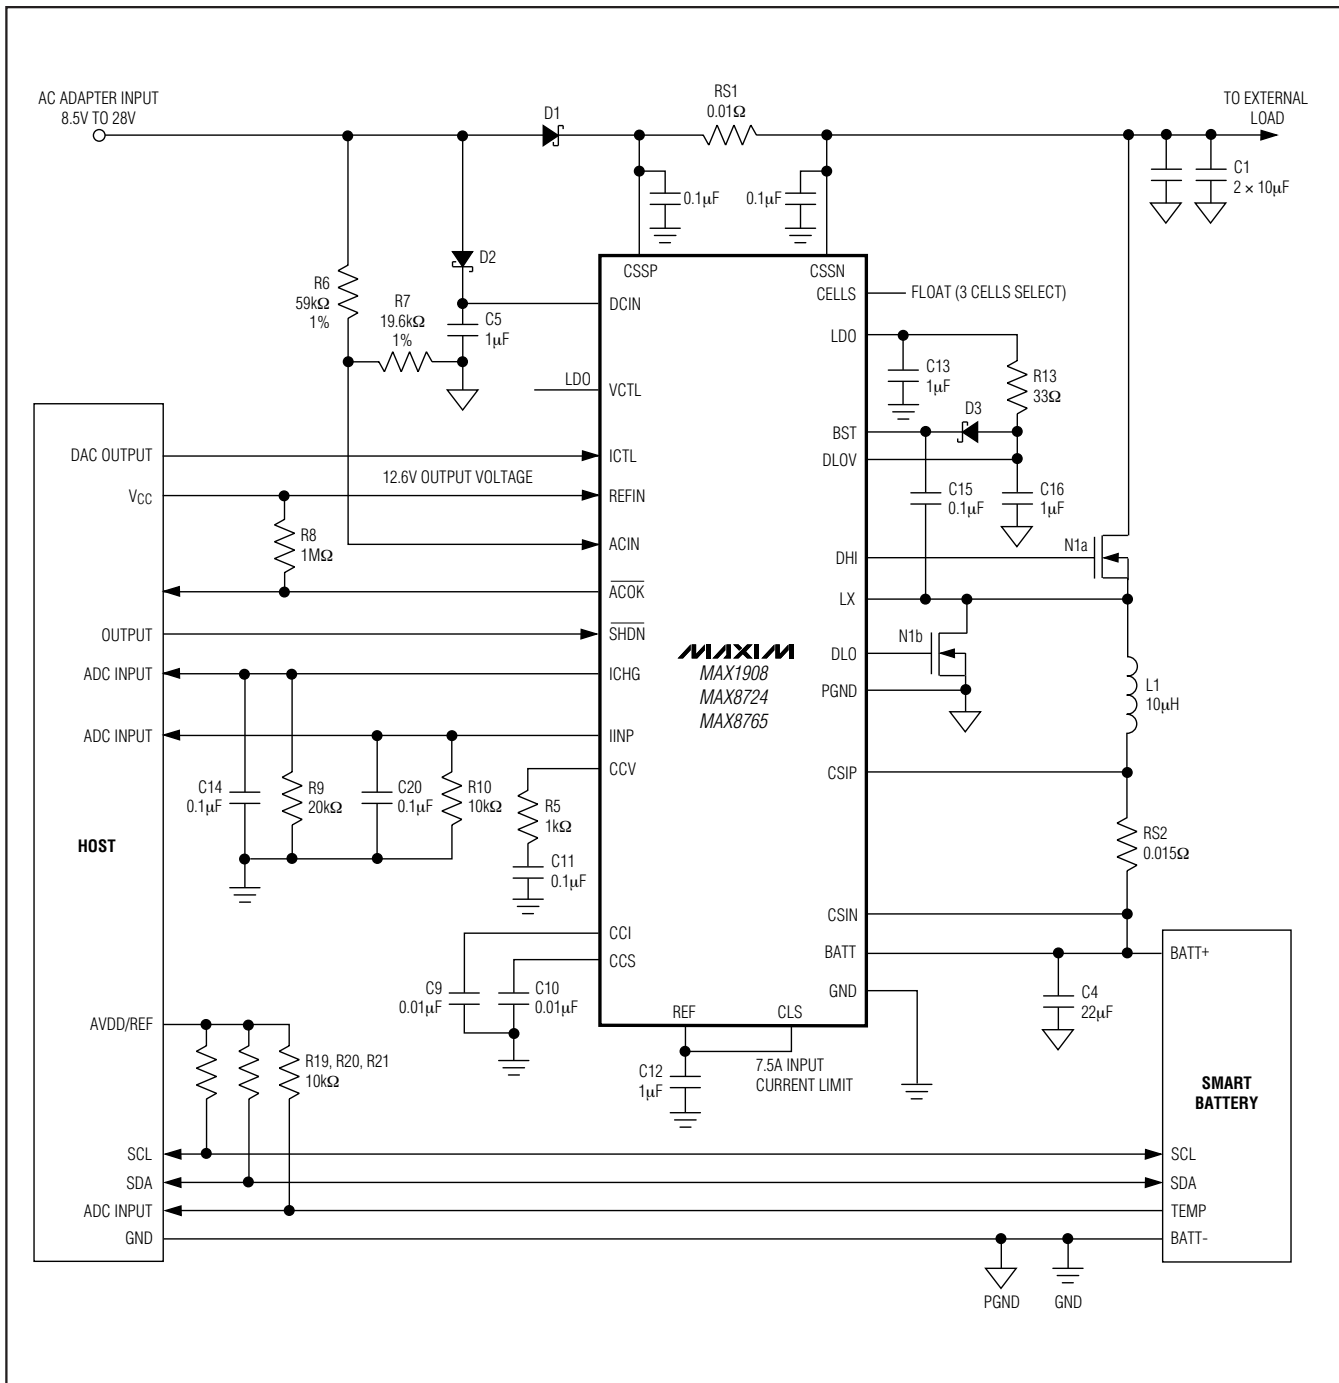 AC ADAPTER INPUT
8.5V TO 28V
D1
RS1
0.01Ω
TO EXTERNAL
LOAD
C1
2 × 10µF
0.1µF
0.1µF
D2
R6
59kΩ
1%
R7
19.6kΩ
1%
C5
1µF
CSSP
CSSN
CELLS
FLOAT (3 CELLS SELECT)
DCIN
LDO
LDO
VCTL
C13
1µF
R13
33Ω
D3
BST
DLOV
DAC OUTPUT
ICTL
12.6V OUTPUT VOLTAGE
VCC
REFIN
C15
0.1µF
C16
1µF
R8
1MΩ
ACIN
DHI
N1a
ACOK
LX
OUTPUT
SHDN
N1b
MAXIM
MAX1908
MAX8724
MAX8765
DLO
ADC INPUT
ICHG
PGND
L1
10µH
ADC INPUT
IINP
CCV
CSIP
C14
0.1µF
R9
20kΩ
C20
0.1µF
R10
10kΩ
R5
1kΩ
HOST
RS2
0.015Ω
C11
0.1µF
CSIN
CCI
BATT
BATT+
CCS
C9
0.01µF
C10
0.01µF
GND
C4
22µF
REF
CLS
AVDD/REF
R19, R20, R21
10kΩ
C12
1µF
7.5A INPUT
CURRENT LIMIT
SMART
BATTERY
SCL
SCL
SDA
SDA
ADC INPUT
TEMP
GND
BATT-
PGND
GND